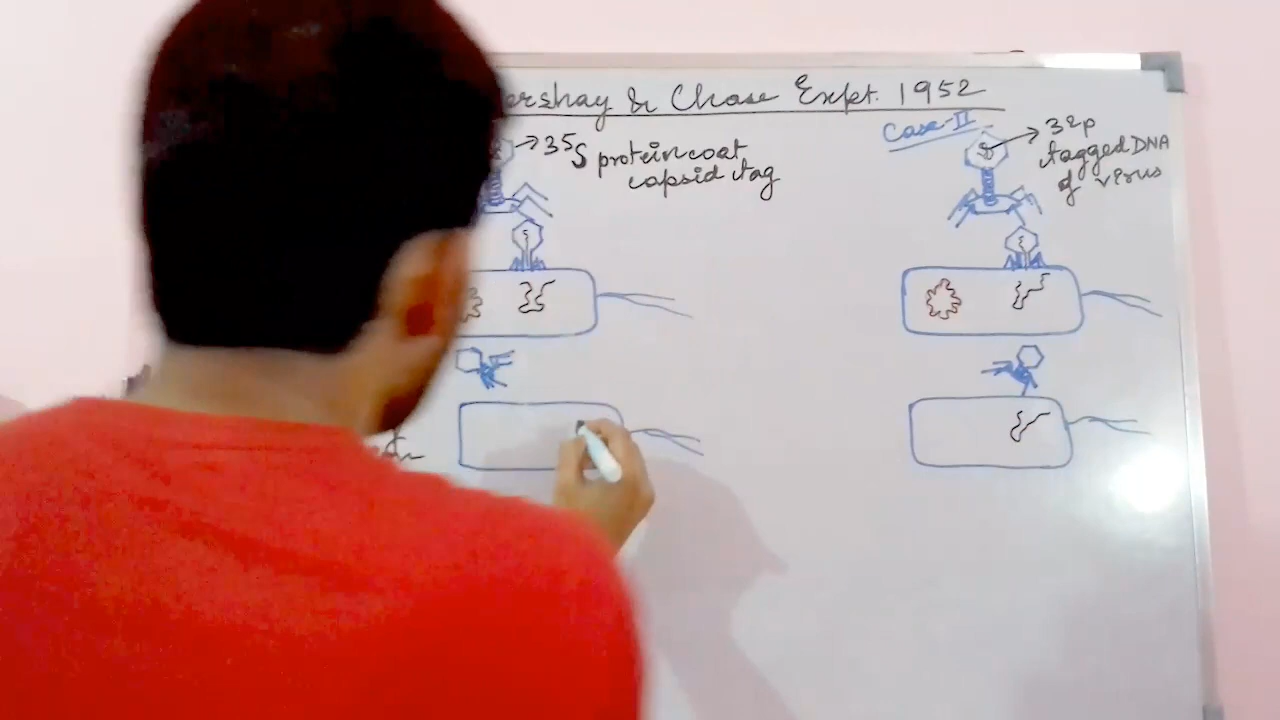 ershay & Chase Expt. 1952
35S protein coat
capsid tag
Case-II
32p
tagged DNA
of virus